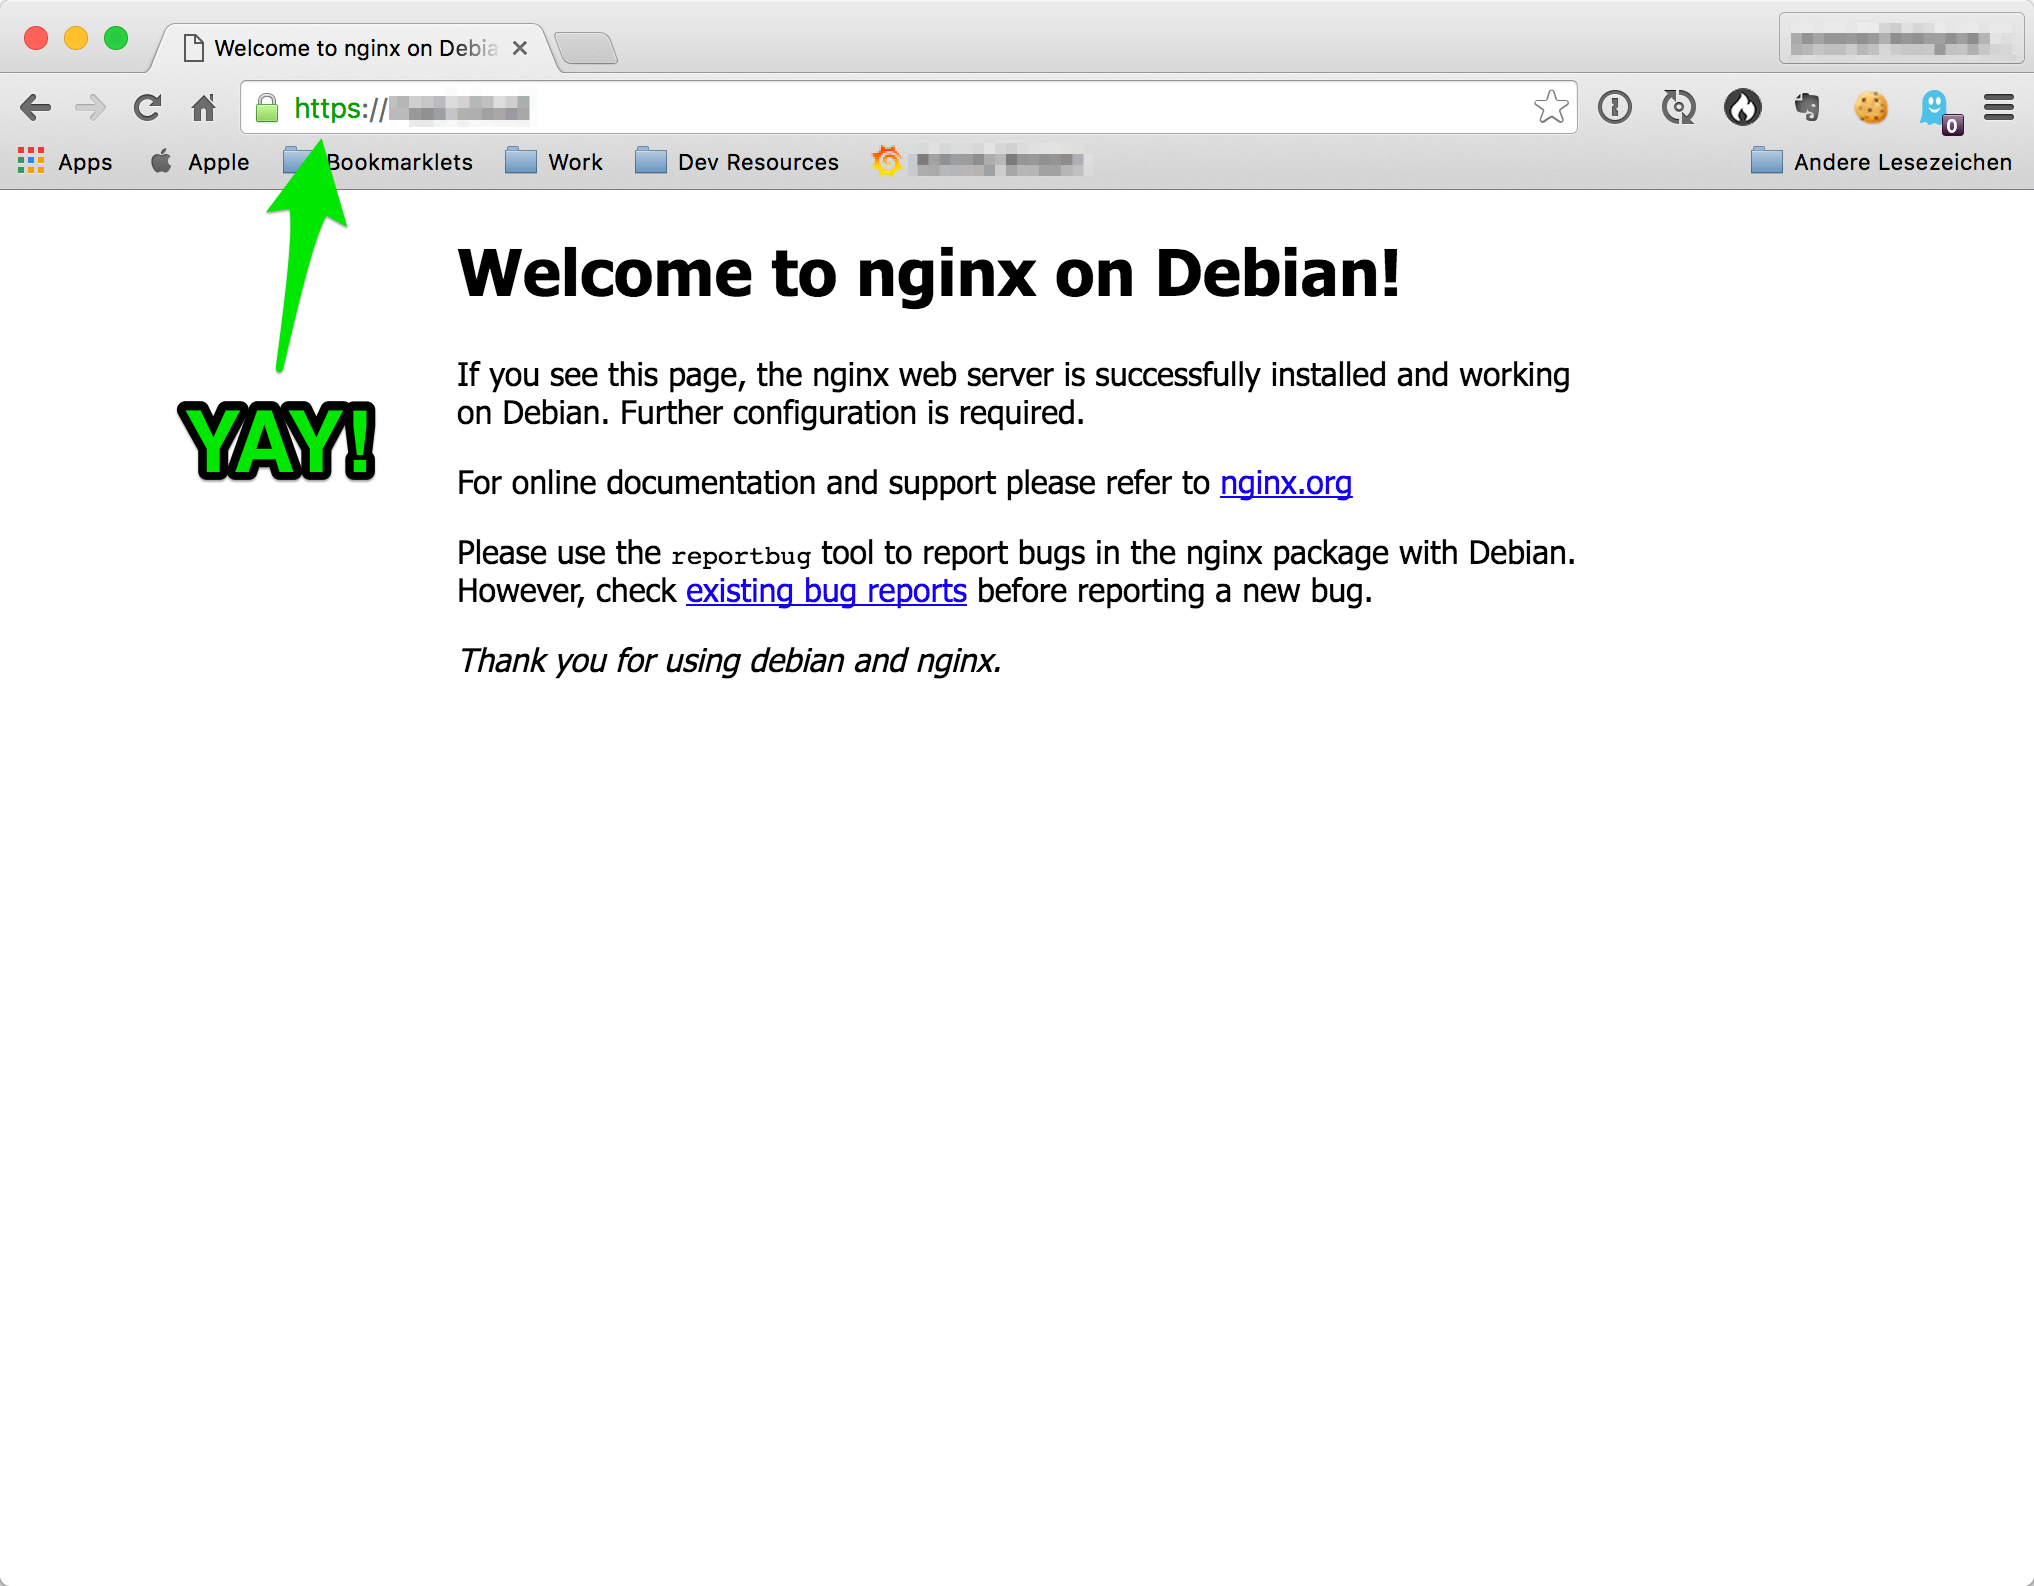 Welcome to nginx on Debia
https://
Apps Apple Bookmarklets Work Dev Resources Andere Lesezeichen
0
YAY!
Welcome to nginx on Debian!
If you see this page, the nginx web server is successfully installed and working
on Debian. Further configuration is required.
For online documentation and support please refer to nginx.org
Please use the reportbug tool to report bugs in the nginx package with Debian.
However, check existing bug reports before reporting a new bug.
Thank you for using debian and nginx.